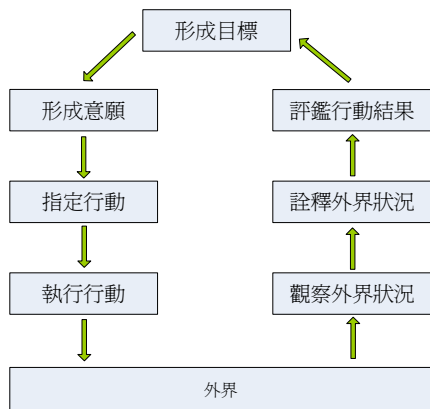 形成目標
形成意願
評鑑行動結果
指定行動
詮釋外界狀況
執行行動
觀察外界狀況
外界